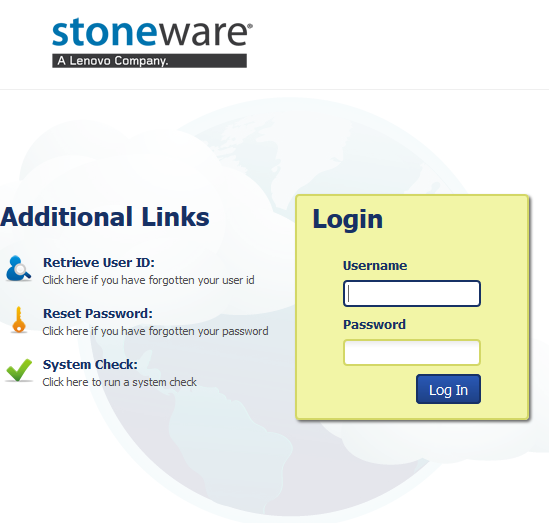 stoneware®
A Lenovo Company.
Additional Links
Retrieve User ID:
Click here if you have forgotten your user id
Reset Password:
Click here if you have forgotten your password
System Check:
Click here to run a system check
Login
Username
Password
Log In